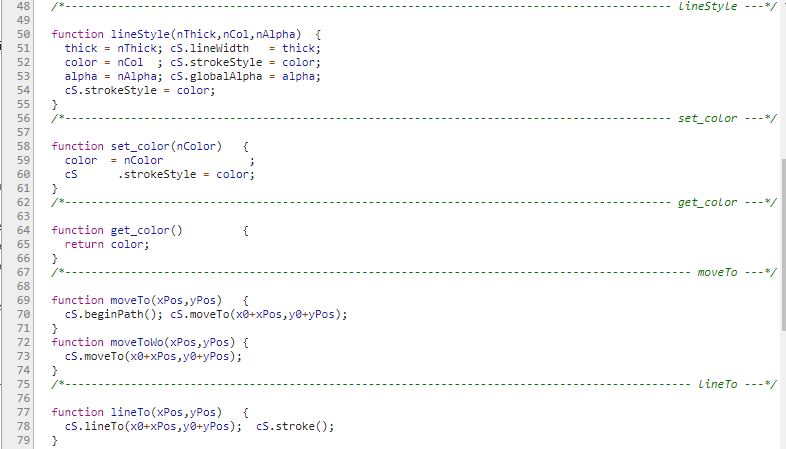 48 /*-------------------------------------------------------------------------------------------- lineStyle ---*/
49
50 function lineStyle(nThick,nCol,nAlpha)  {
51   thick = nThick; cS.lineWidth   = thick;
52   color = nCol  ; cS.strokeStyle = color;
53   alpha = nAlpha; cS.globalAlpha = alpha;
54   cS.strokeStyle = color;
55 }
56 /*-------------------------------------------------------------------------------------------- set_color ---*/
57
58 function set_color(nColor)   {
59   color  = nColor             ;
60   cS      .strokeStyle = color;
61 }
62 /*-------------------------------------------------------------------------------------------- get_color ---*/
63
64 function get_color()         {
65   return color;
66 }
67 /*----------------------------------------------------------------------------------------------- moveTo ---*/
68
69 function moveTo(xPos,yPos)   {
70   cS.beginPath(); cS.moveTo(x0+xPos,y0+yPos);
71 }
72 function moveToWo(xPos,yPos) {
73   cS.moveTo(x0+xPos,y0+yPos);
74 }
75 /*----------------------------------------------------------------------------------------------- lineTo ---*/
76
77 function lineTo(xPos,yPos)   {
78   cS.lineTo(x0+xPos,y0+yPos);  cS.stroke();
79 }